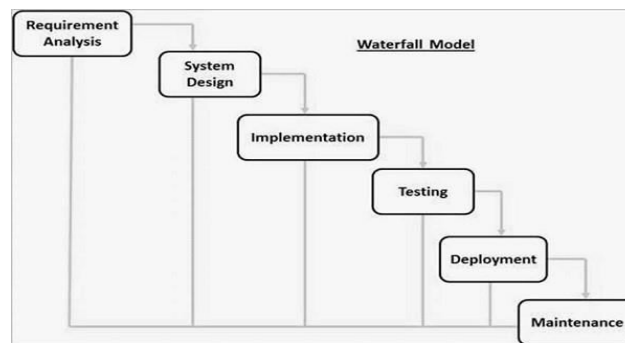 Requirement
Analysis
Waterfall Model
System
Design
Implementation
Testing
Deployment
Maintenance